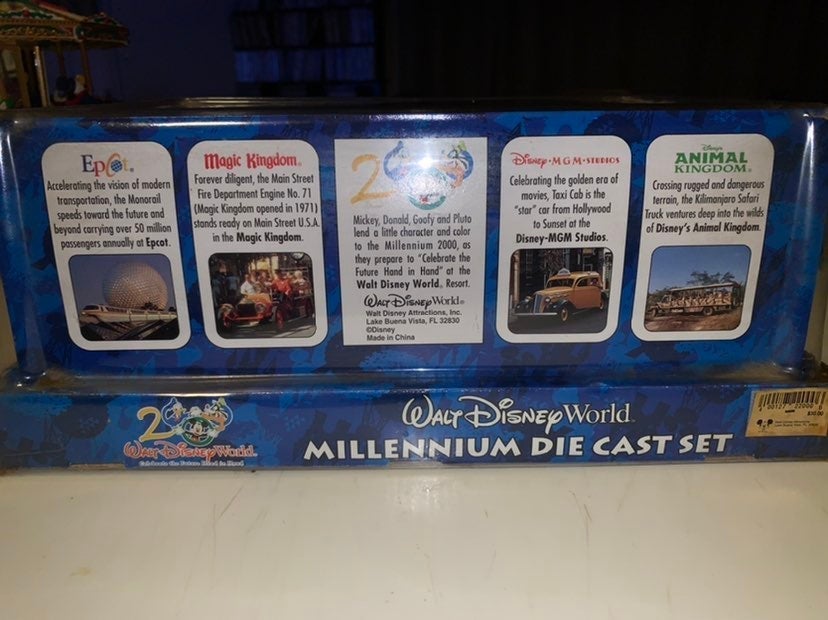 Epcot®
Accelerating the vision of modern
transportation, the Monorail
speeds toward the future and
beyond carrying over 50 million
passengers annually at Epcot.
Magic Kingdom®
Forever diligent, the Main Street
Fire Department Engine No. 71
(Magic Kingdom opened in 1971)
stands ready on Main Street U.S.A.
in the Magic Kingdom.
2
Mickey, Donald, Goofy and Pluto
lend a little character and color
to the Millennium 2000, as
they prepare to "Celebrate the
Future Hand in Hand" at the
Walt Disney World® Resort.
Walt Disney World®
Walt Disney Attractions, Inc.
Lake Buena Vista, FL 32830
©Disney
Made in China
Disney•MGM•STUDIOS
Celebrating the golden era of
movies, Taxi Cab is the
"star" car from Hollywood
to Sunset at the
Disney-MGM Studios.
Disney's
ANIMAL
KINGDOM®
Crossing rugged and dangerous
terrain, the Kilimanjaro Safari
Truck ventures deep into the wilds
of Disney's Animal Kingdom.
2
Walt Disney World.
Celebrate the Future Hand in Hand
Walt Disney World®
MILLENNIUM DIE CAST SET
$30.00